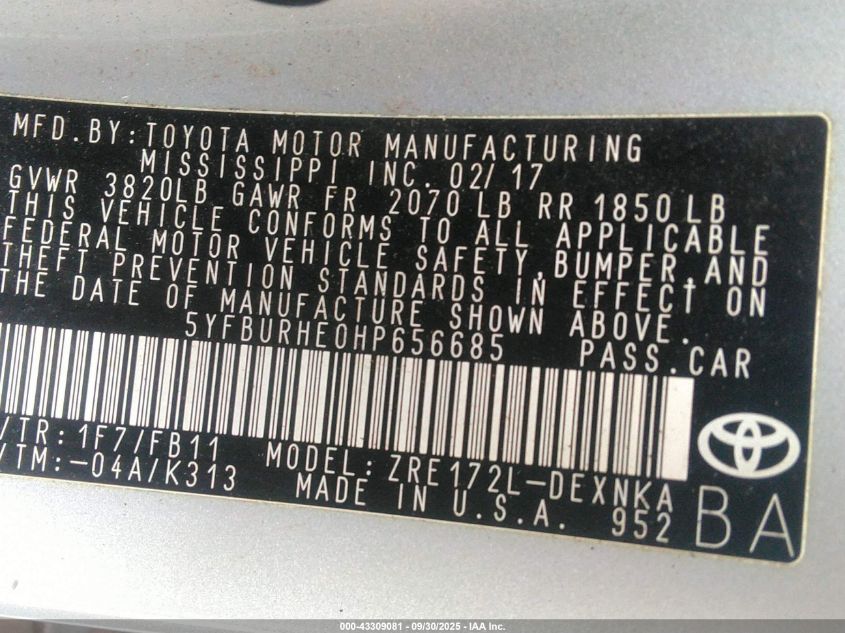 MFD. BY: TOYOTA MOTOR MANUFACTURING
MISSISSIPPI INC. 02/17
GVWR 3820LB GAWR FR 2070 LB RR 1850 LB
THIS VEHICLE CONFORMS TO ALL APPLICABLE
FEDERAL MOTOR VEHICLE SAFETY, BUMPER, AND
THEFT PREVENTION STANDARDS IN EFFECT ON
THE DATE OF MANUFACTURE SHOWN ABOVE.
5YFBURHE0HP656685 PASS. CAR
/TR: 1F7/FB11
/TM:-04A/K313
MODEL: ZRE172L-DEXNKA
MADE IN U.S.A. 952
BA
000-43309081 - 09/30/2025 - IAA Inc.